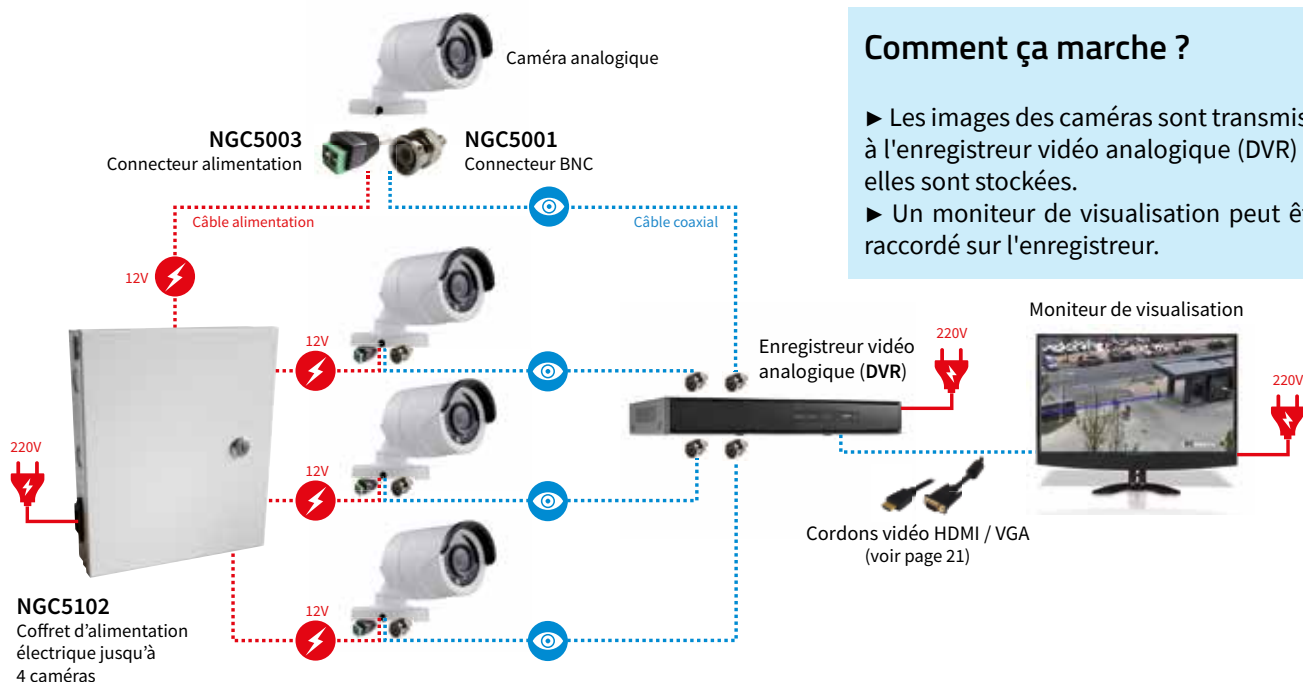 Comment ça marche ?
► Les images des caméras sont
à l'enregistreur vidéo analogique (DVR)
elles sont stockées.
► Un moniteur de visualisation peut
raccordé sur l'enregistreur.
Caméra analogique
NGC5003
Connecteur alimentation
NGC5001
Connecteur BNC
Câble alimentation
Câble coaxial
12V
12V
12V
12V
220V
NGC5102
Coffret d'alimentation
électrique jusqu'à
4 caméras
Enregistreur vidéo
analogique (DVR)
220V
Moniteur de visualisation
220V
Cordons vidéo HDMI / VGA
(voir page 21)